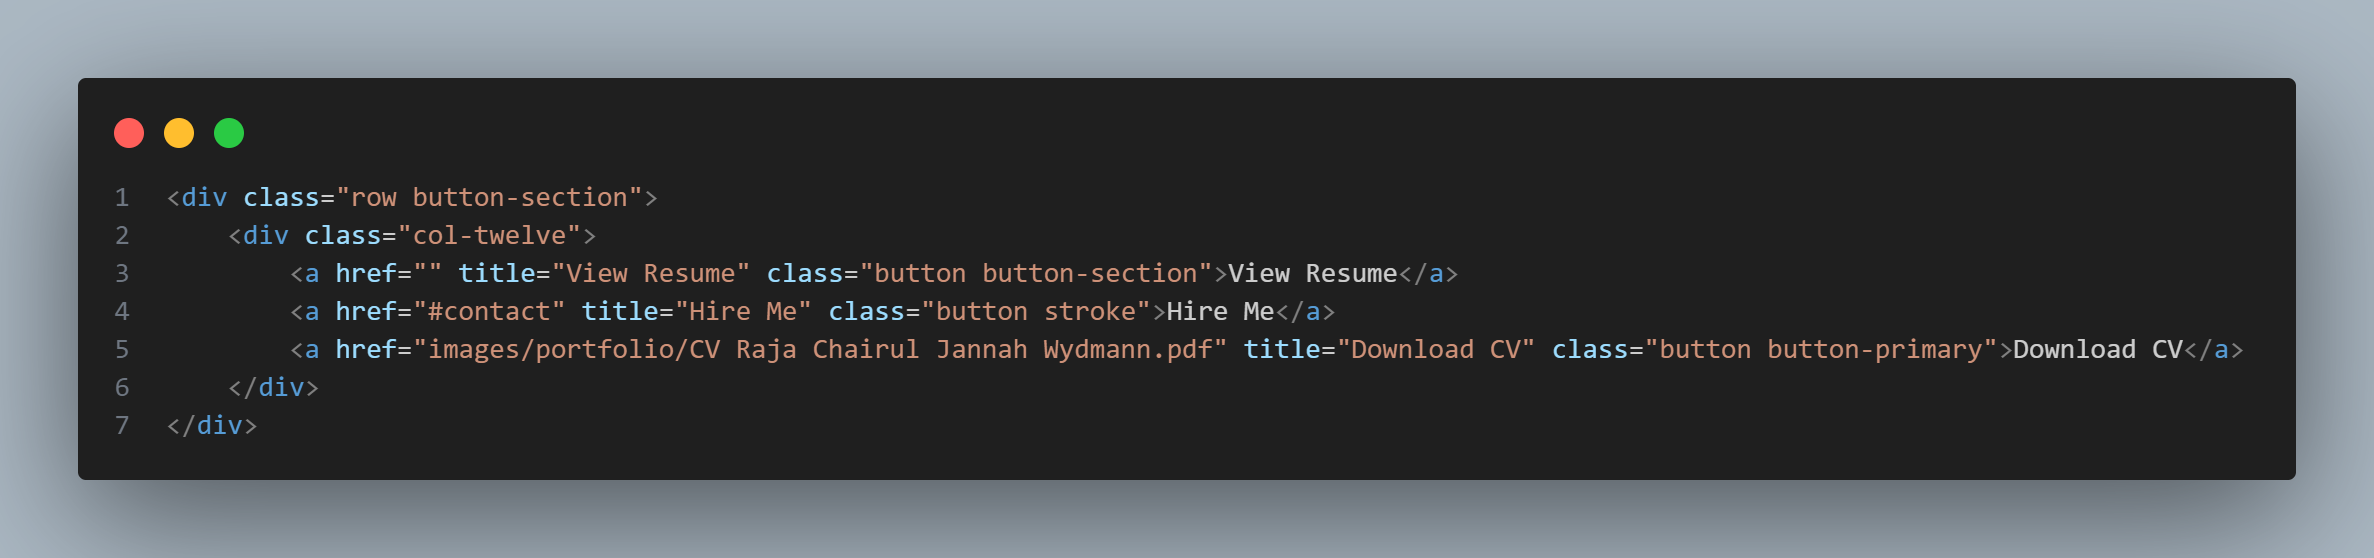 1 <div class="row button-section">
2     <div class="col-twelve">
3         <a href="" title="View Resume" class="button button-section">View Resume</a>
4         <a href="#contact" title="Hire Me" class="button stroke">Hire Me</a>
5         <a href="images/portfolio/CV Raja Chairul Jannah Wydmann.pdf" title="Download CV" class="button button-primary">Download CV</a>
6     </div>
7 </div>